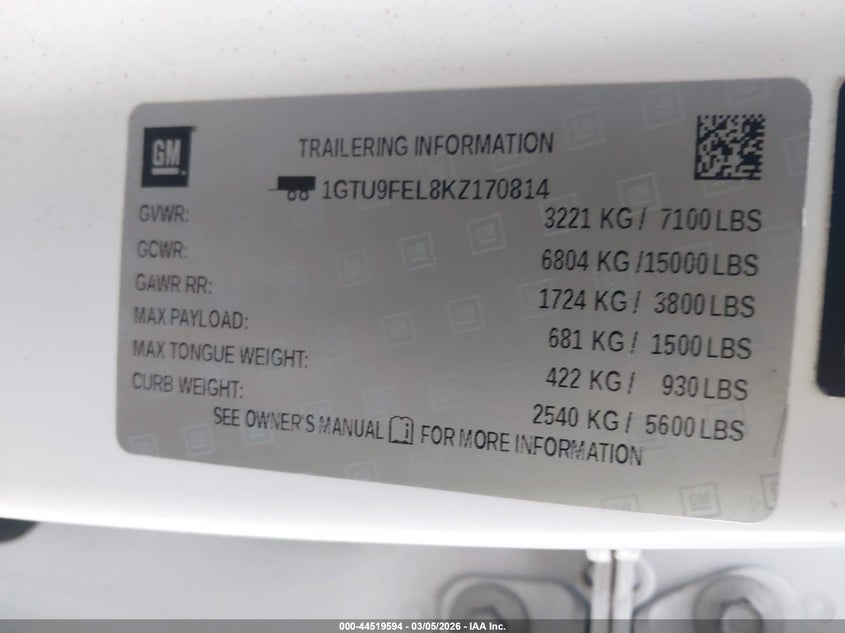 GM
TRAILERING INFORMATION
1GTU9FEL8KZ170814
GVWR: 3221 KG / 7100 LBS
GCWR: 6804 KG /15000 LBS
GAWR RR: 1724 KG / 3800 LBS
MAX PAYLOAD: 681 KG / 1500 LBS
MAX TONGUE WEIGHT: 422 KG / 930 LBS
CURB WEIGHT: 2540 KG / 5600 LBS
SEE OWNER'S MANUAL i FOR MORE INFORMATION
000-44519594 — 03/05/2026 — IAA Inc.